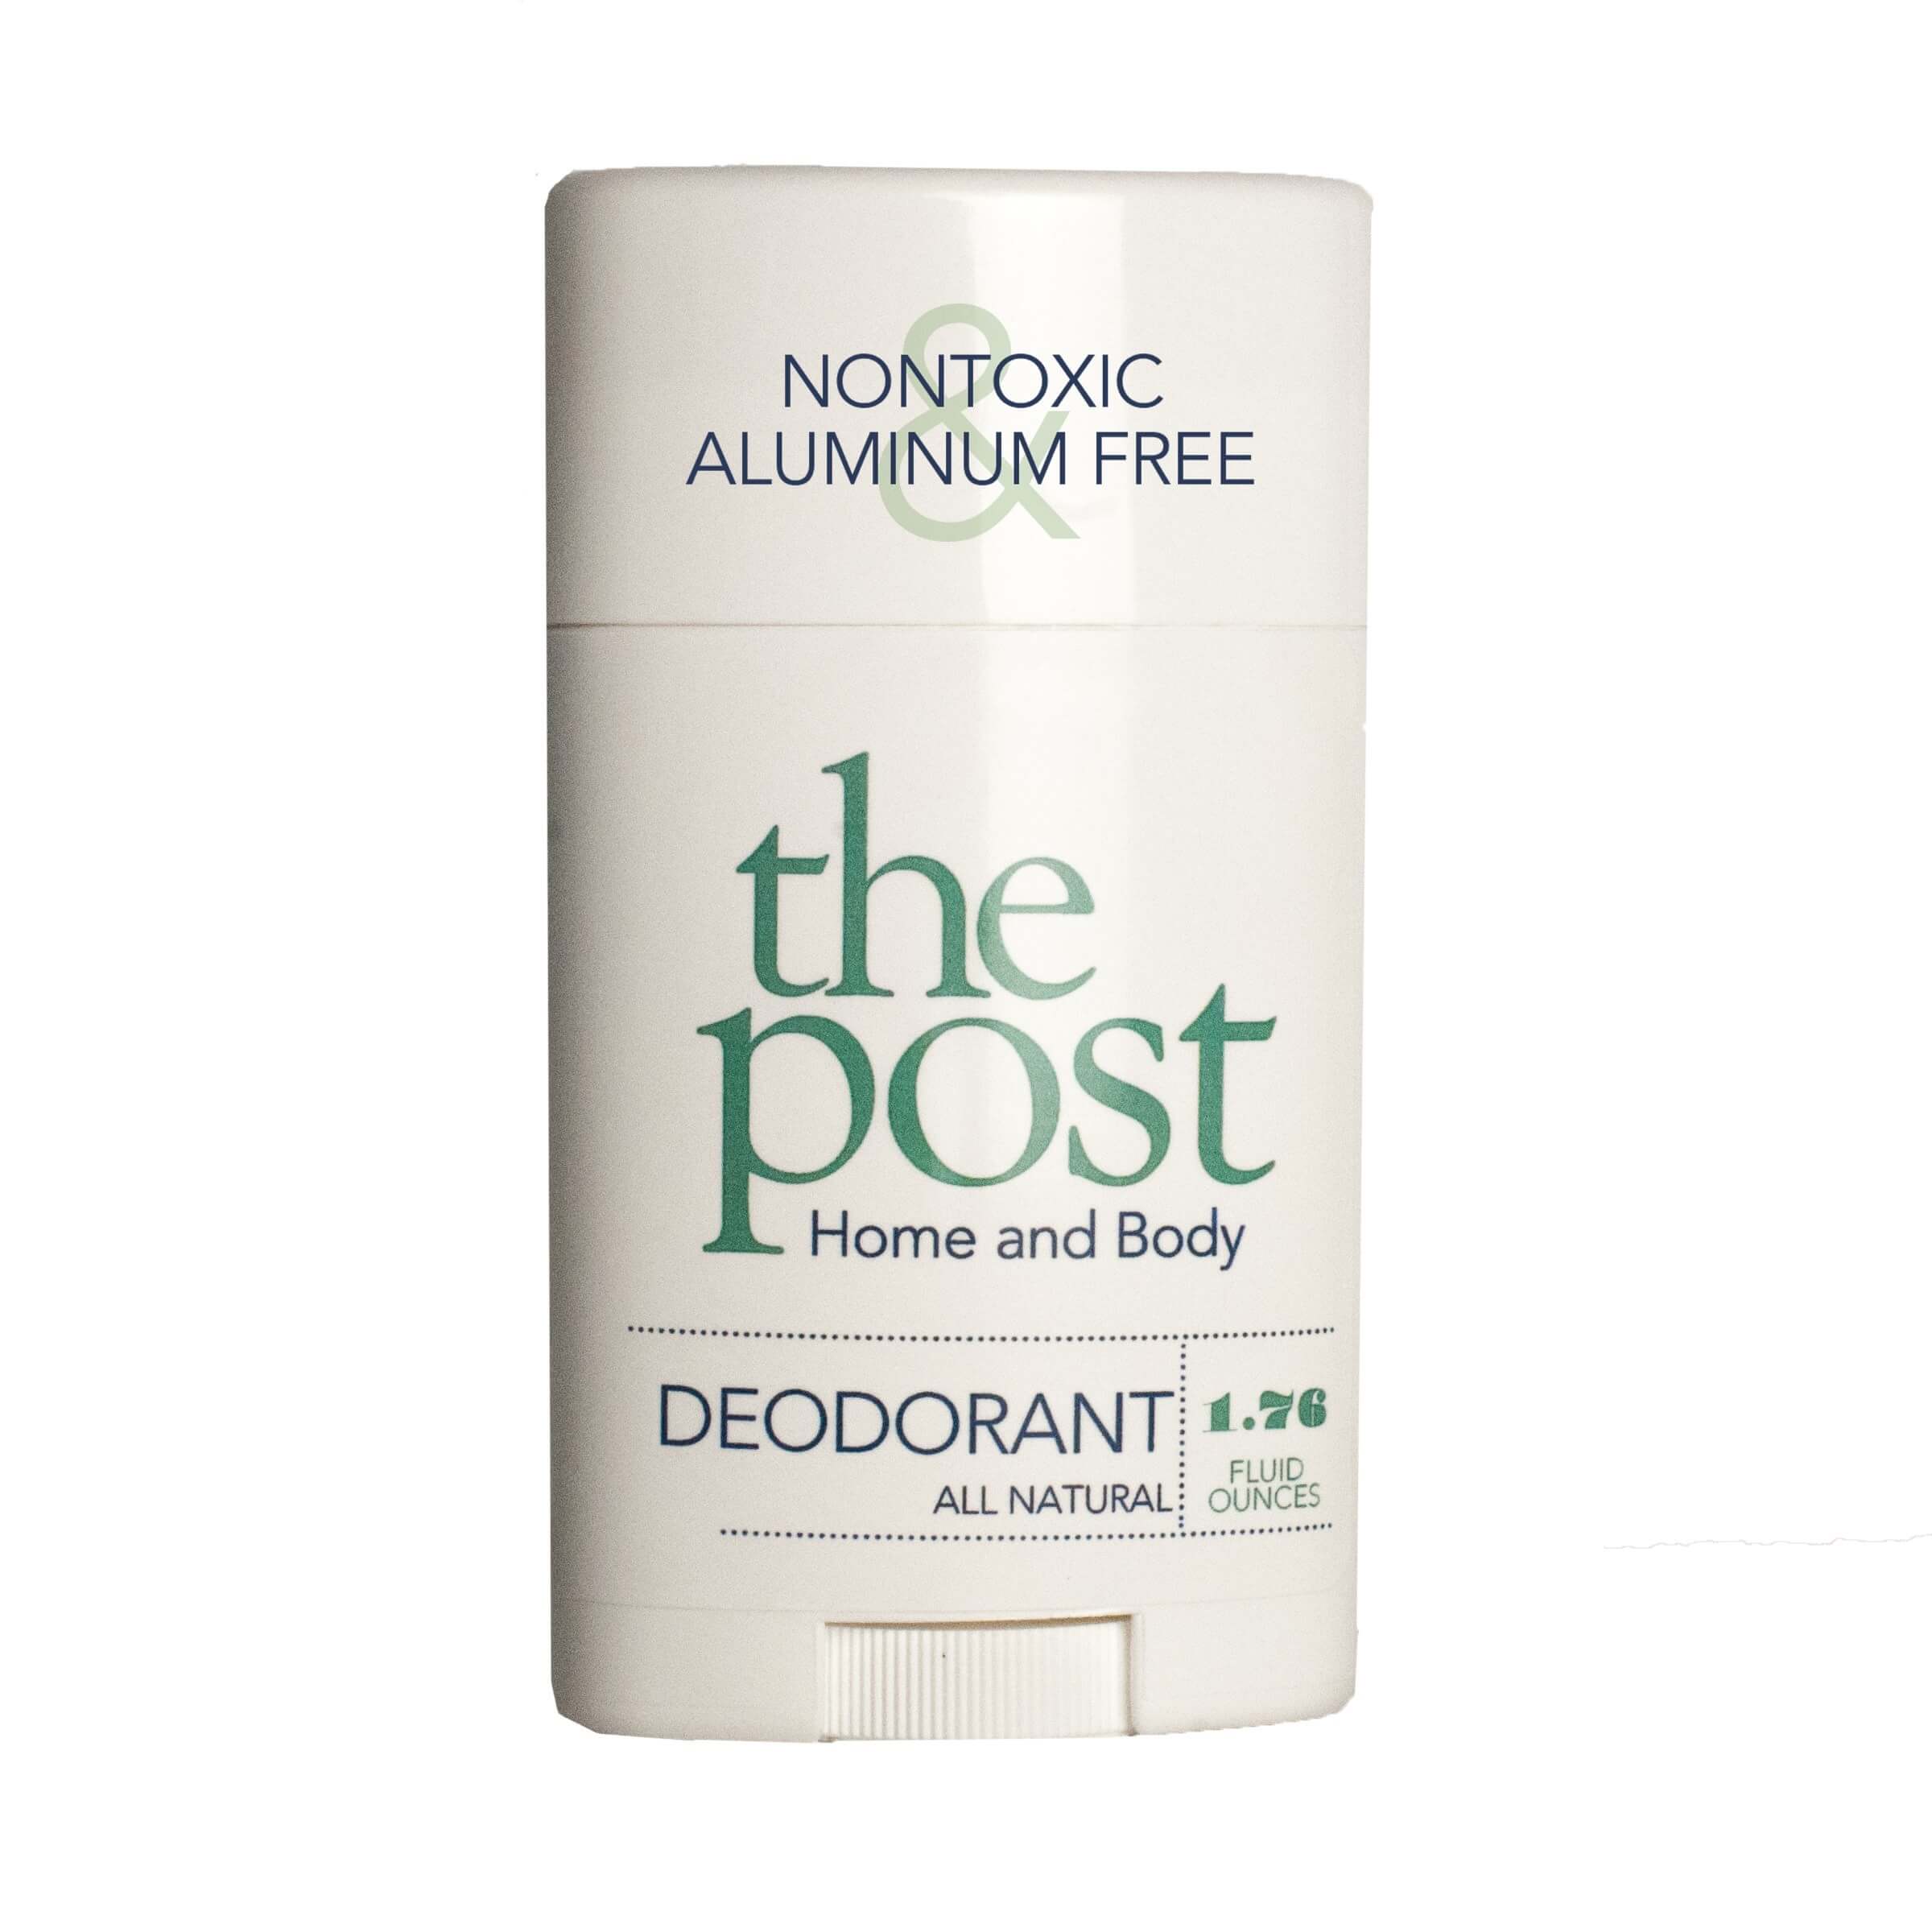 &
NONTOXIC
ALUMINUM FREE
the
post
Home and Body
DEODORANT
ALL NATURAL
1.76
FLUID
OUNCES